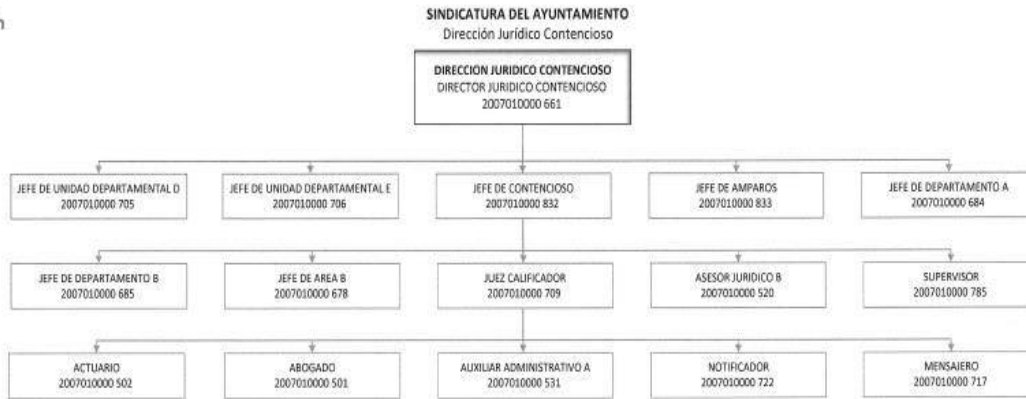 n
SINDICATURA DEL AYUNTAMIENTO
Dirección Jurídico Contencioso
DIRECCION JURIDICO CONTENCIOSO
DIRECTOR JURIDICO CONTENCIOSO
2007010000 661
JEFE DE UNIDAD DEPARTAMENTAL D
2007010000 705
JEFE DE UNIDAD DEPARTAMENTAL E
2007010000 706
JEFE DE CONTENCIOSO
2007010000 832
JEFE DE AMPAROS
2007010000 833
JEFE DE DEPARTAMENTO A
2007010000 684
JEFE DE DEPARTAMENTO B
2007010000 685
JEFE DE AREA B
2007010000 678
JUEZ CALIFICADOR
2007010000 709
ASESOR JURIDICO B
2007010000 520
SUPERVISOR
2007010000 785
ACTUARIO
2007010000 502
ABOGADO
2007010000 501
AUXILIAR ADMINISTRATIVO A
2007010000 531
NOTIFICADOR
2007010000 722
MENSAJERO
2007010000 717